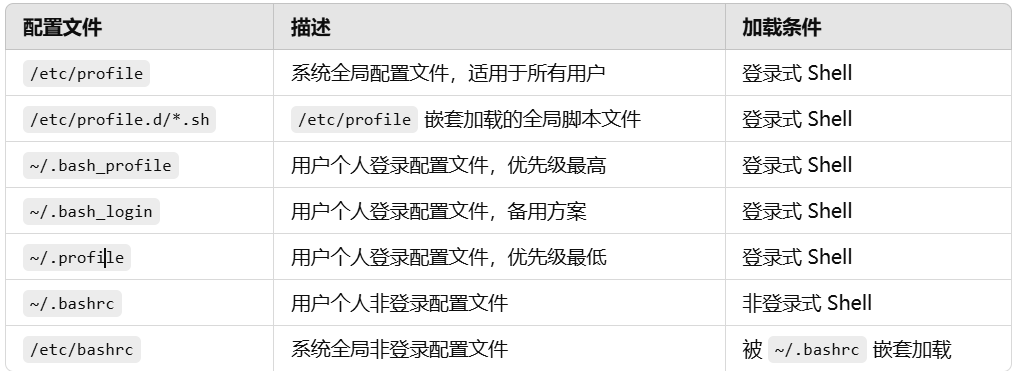 配置文件 描述 加载条件
/etc/profile 系统全局配置文件，适用于所有用户 登录式 Shell
/etc/profile.d/*.sh /etc/profile 嵌套加载的全局脚本文件 登录式 Shell
~/.bash_profile 用户个人登录配置文件，优先级最高 登录式 Shell
~/.bash_login 用户个人登录配置文件，备用方案 登录式 Shell
~/.profile 用户个人登录配置文件，优先级最低 登录式 Shell
~/.bashrc 用户个人非登录配置文件 非登录式 Shell
/etc/bashrc 系统全局非登录配置文件 被 ~/.bashrc 嵌套加载